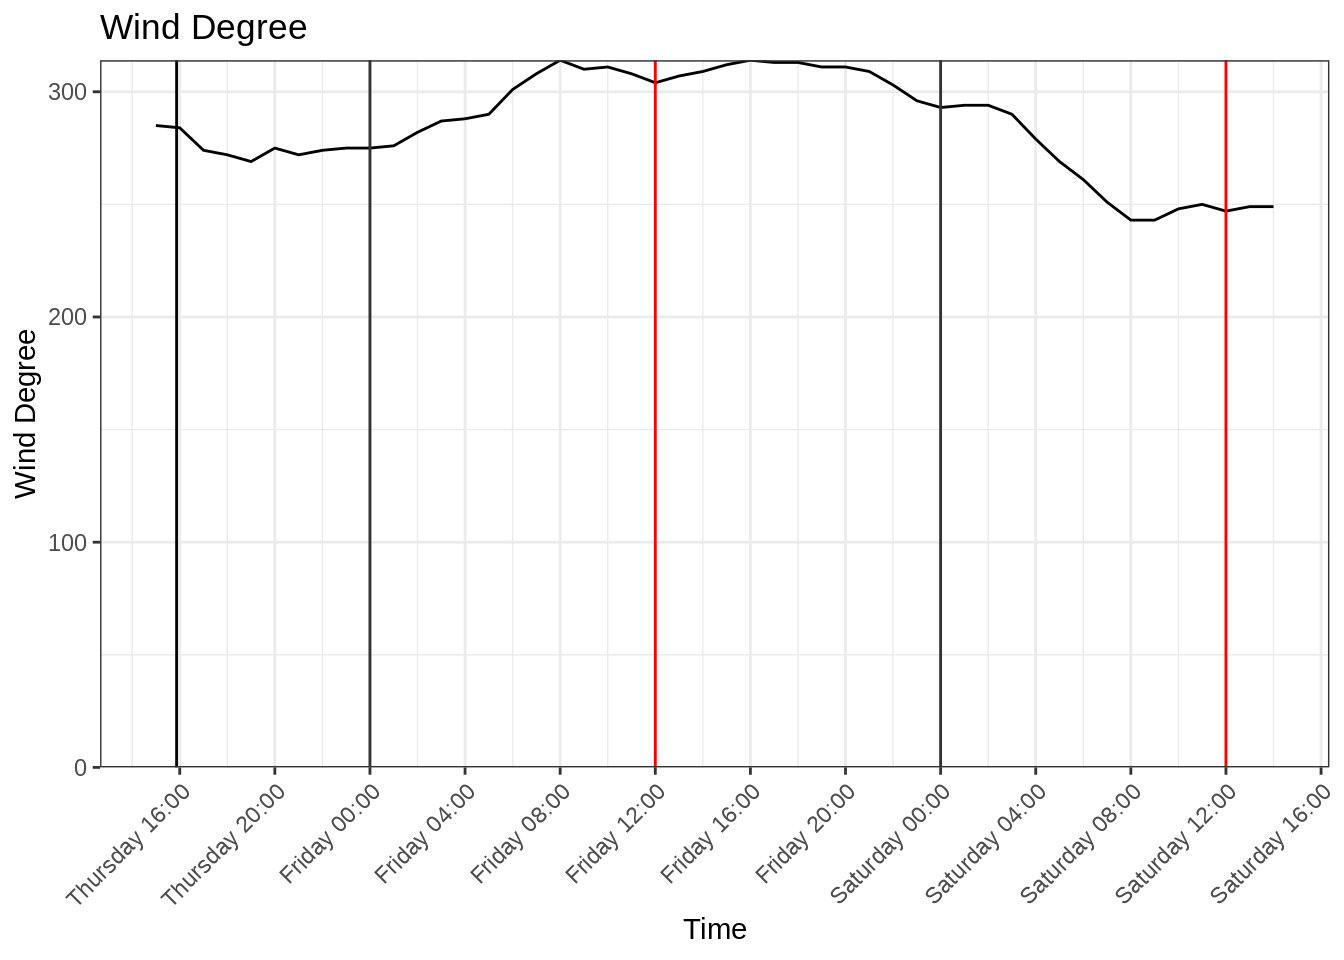 Wind Degree
Wind Degree
300
200
100
0
Thursday 16:00
Thursday 20:00
Friday 00:00
Friday 04:00
Friday 08:00
Friday 12:00
Friday 16:00
Friday 20:00
Saturday 00:00
Saturday 04:00
Saturday 08:00
Saturday 12:00
Saturday 16:00
Time